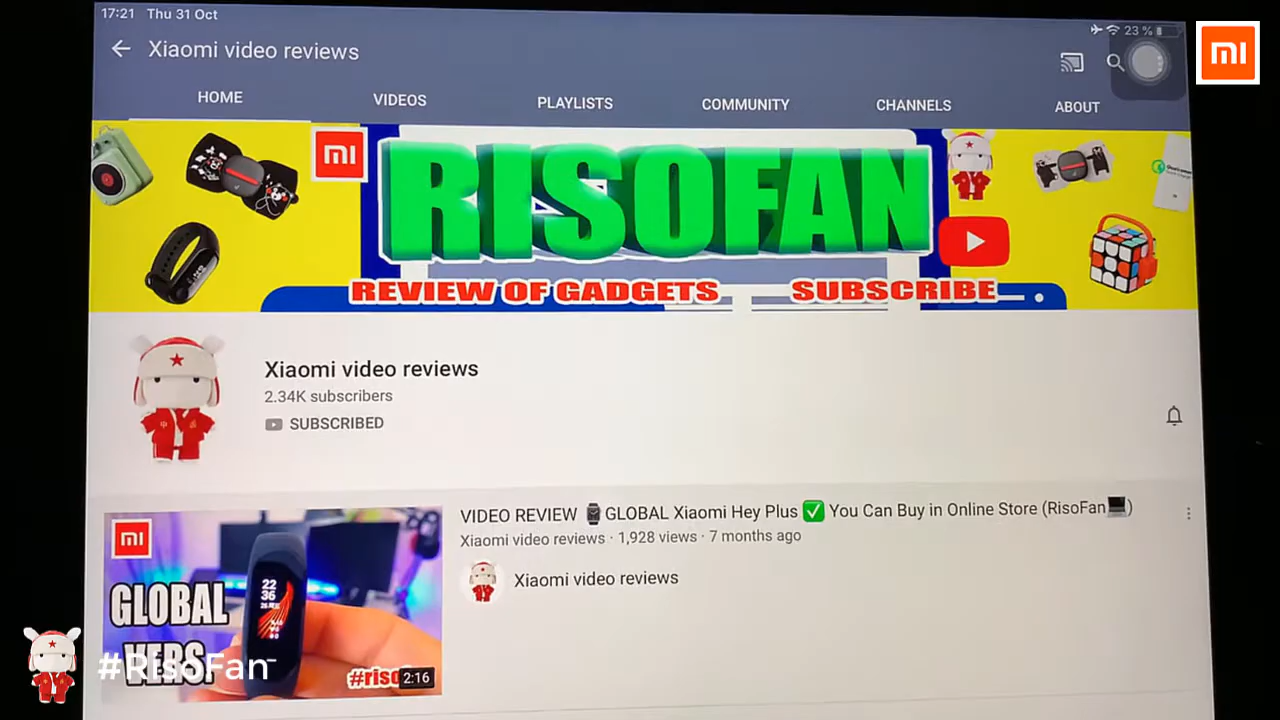 17:21 Thu 31 Oct
23 %
Xiaomi video reviews
HOME VIDEOS PLAYLISTS COMMUNITY CHANNELS ABOUT
RISOFAN
REVIEW OF GADGETS SUBSCRIBE
Xiaomi video reviews
2.34K subscribers
SUBSCRIBED
VIDEO REVIEW ⌚GLOBAL Xiaomi Hey Plus ✅ You Can Buy in Online Store (RisoFan💻)
Xiaomi video reviews · 1,928 views · 7 months ago
Xiaomi video reviews
mi
mi
mi
GLOBAL
VERS
22
36
#riso
2:16
#RisoFan